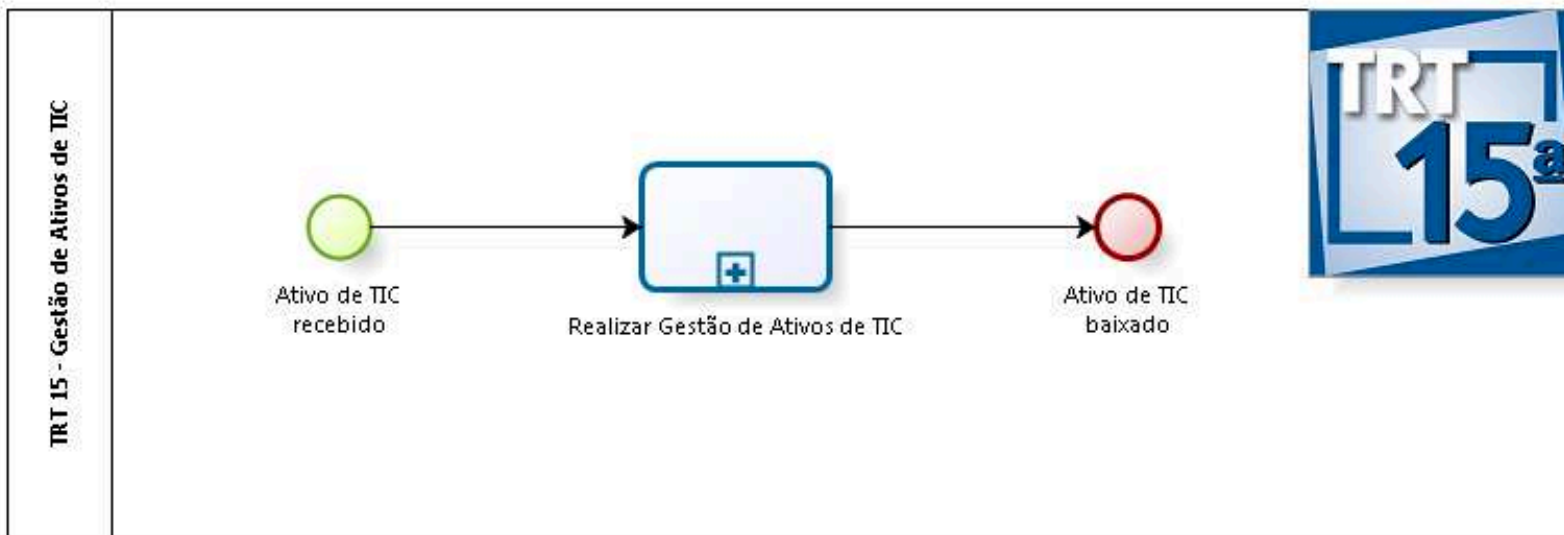 TRT 15 - Gestão de Ativos de TIC
Ativo de TIC
recebido
Realizar Gestão de Ativos de TIC
Ativo de TIC
baixado
TRT
15ª